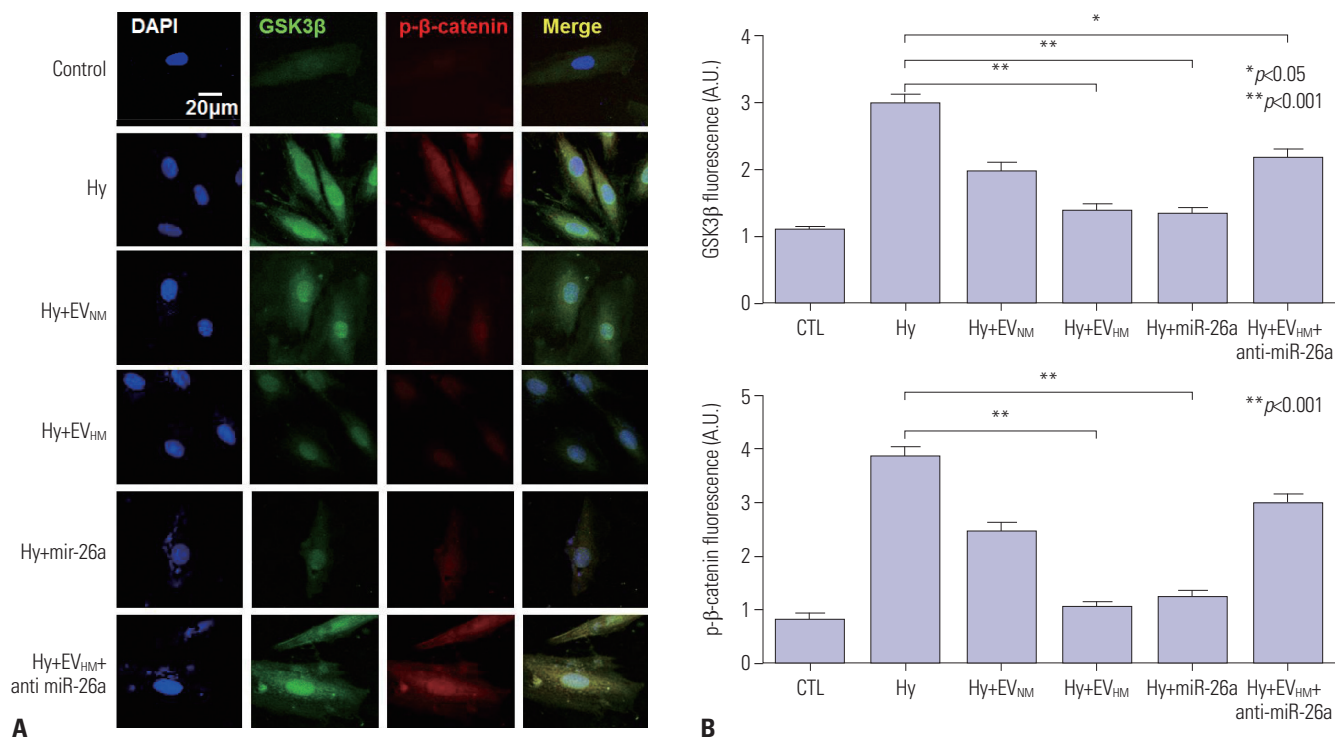 DAPI GSK3β p-β-catenin Merge
Control
20μm
Hy
Hy+EVNM
Hy+EVHM
Hy+mir-26a
Hy+EVHM+
anti miR-26a
A
GSK3β fluorescence (A.U.)
4
3
2
1
0
*
**
**
*p<0.05
**p<0.001
CTL Hy Hy+EVNM Hy+EVHM Hy+miR-26a Hy+EVHM+
anti-miR-26a
p-β-catenin fluorescence (A.U.)
5
4
3
2
1
0
**
**
**p<0.001
CTL Hy Hy+EVNM Hy+EVHM Hy+miR-26a Hy+EVHM+
anti-miR-26a
B